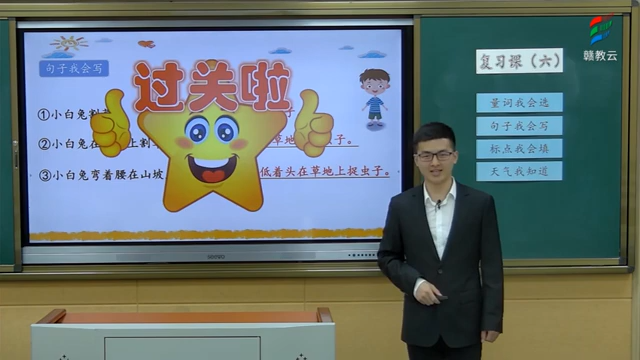 句子我会写
过关啦
①小白兔割草
②小白兔在 上割 草地 虫子。
③小白兔弯着腰在山坡 低着头在草地上捉虫子。
复习课（六）
量词我会选
句子我会写
标点我会填
天气我知道
赣教云